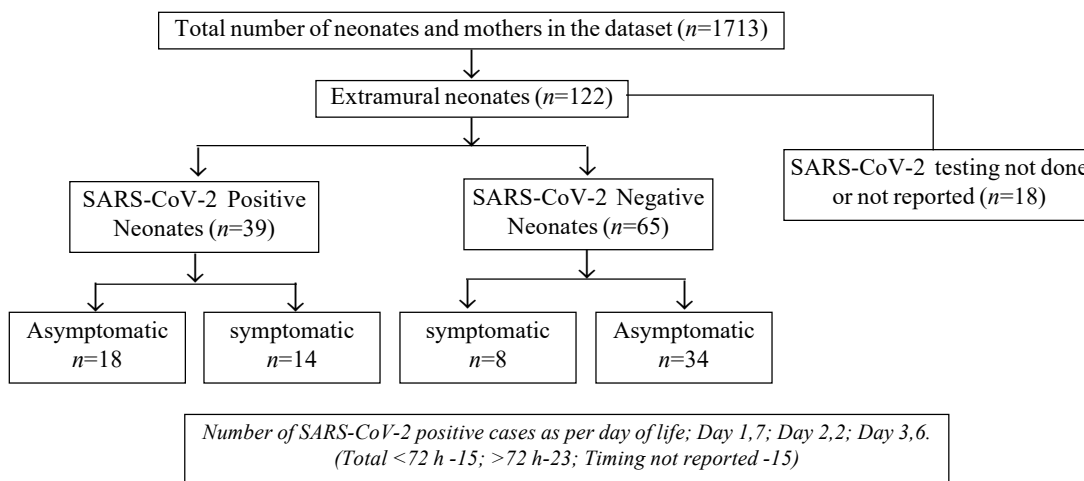 Total number of neonates and mothers in the dataset (n=1713)
Extramural neonates (n=122)
SARS-CoV-2 testing not done
or not reported (n=18)
SARS-CoV-2 Positive
Neonates (n=39)
SARS-CoV-2 Negative
Neonates (n=65)
Asymptomatic
n=18
symptomatic
n=14
symptomatic
n=8
Asymptomatic
n=34
Number of SARS-CoV-2 positive cases as per day of life; Day 1,7; Day 2,2; Day 3,6.
(Total <72 h -15; >72 h-23; Timing not reported -15)